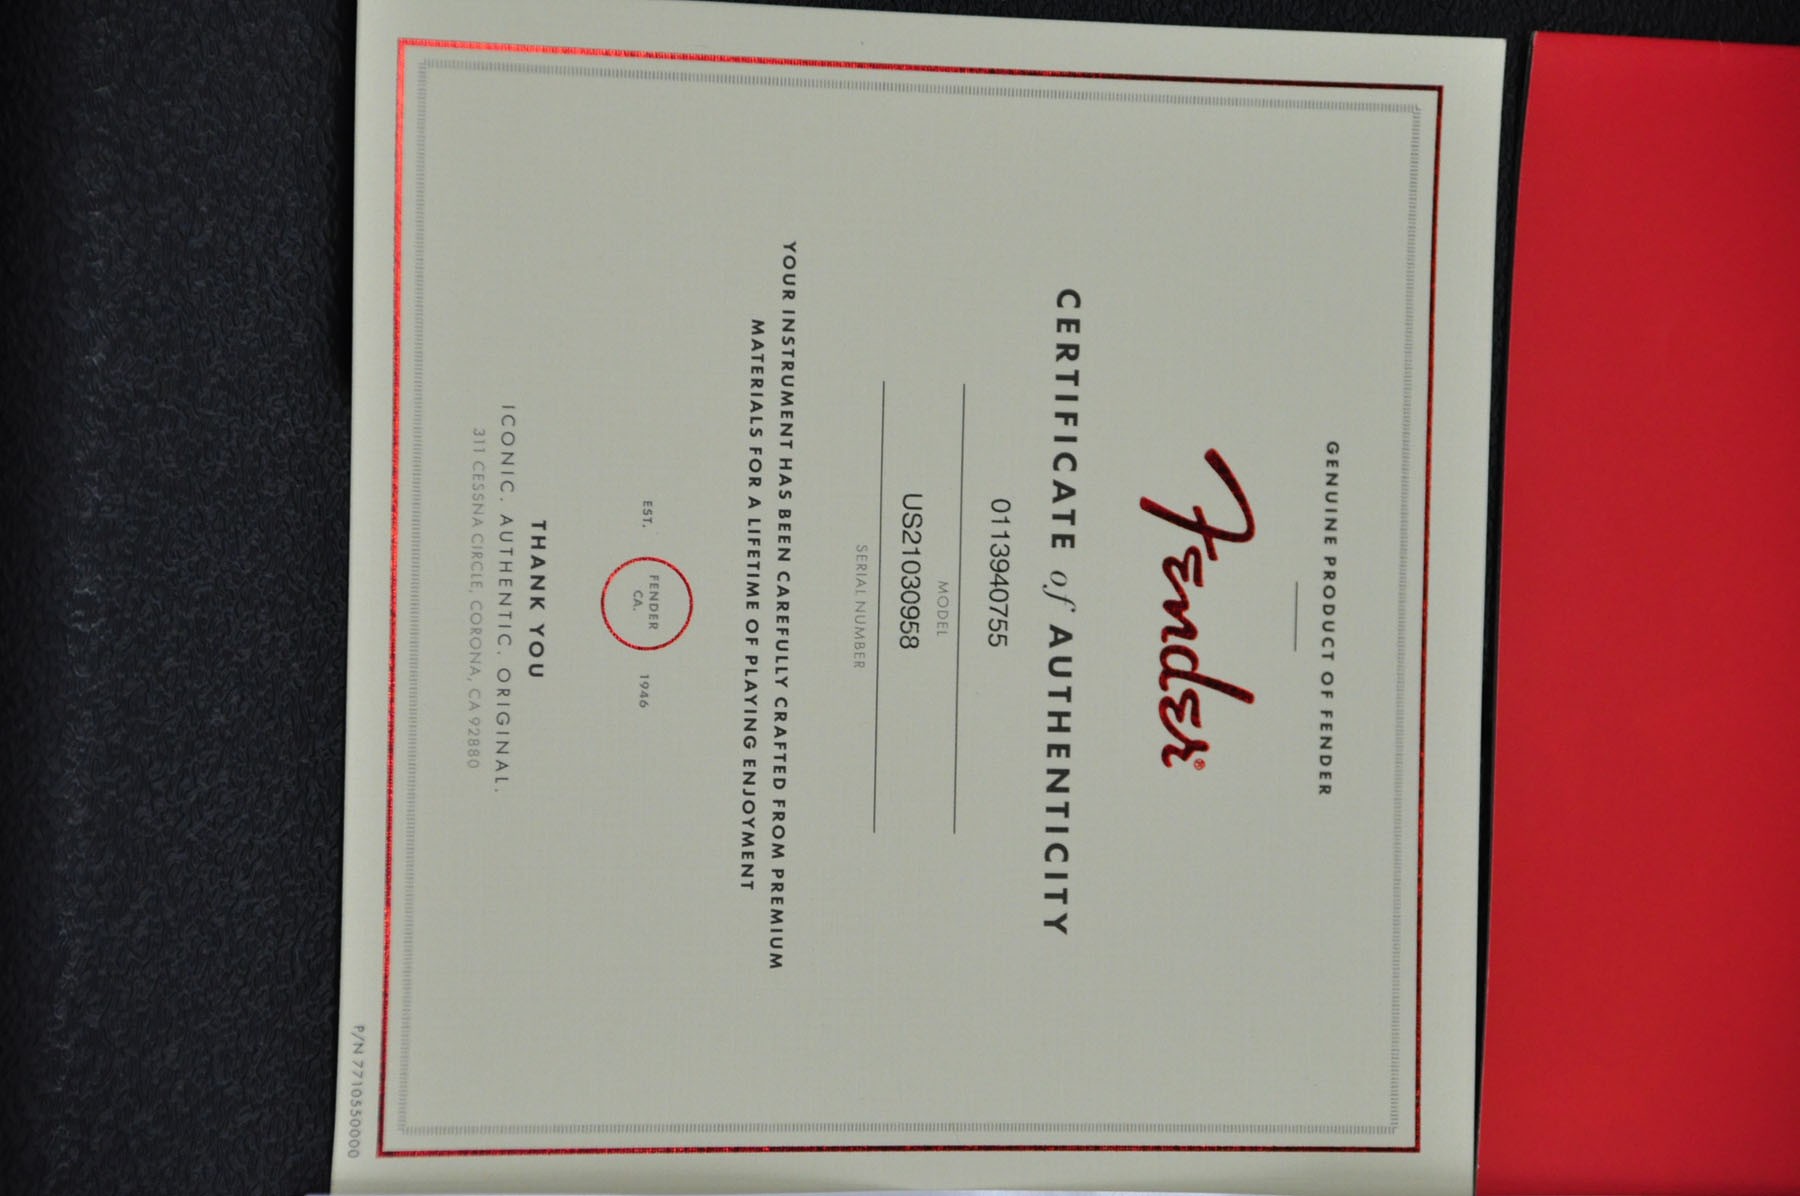 GENUINE PRODUCT OF FENDER
Fender®
CERTIFICATE of AUTHENTICITY
0113940755
MODEL
US21030958
SERIAL NUMBER
YOUR INSTRUMENT HAS BEEN CAREFULLY CRAFTED FROM PREMIUM
MATERIALS FOR A LIFETIME OF PLAYING ENJOYMENT
EST. FENDER CA. 1946
THANK YOU
ICONIC. AUTHENTIC. ORIGINAL.
311 CESSNA CIRCLE, CORONA, CA 92880
P/N 7710550000